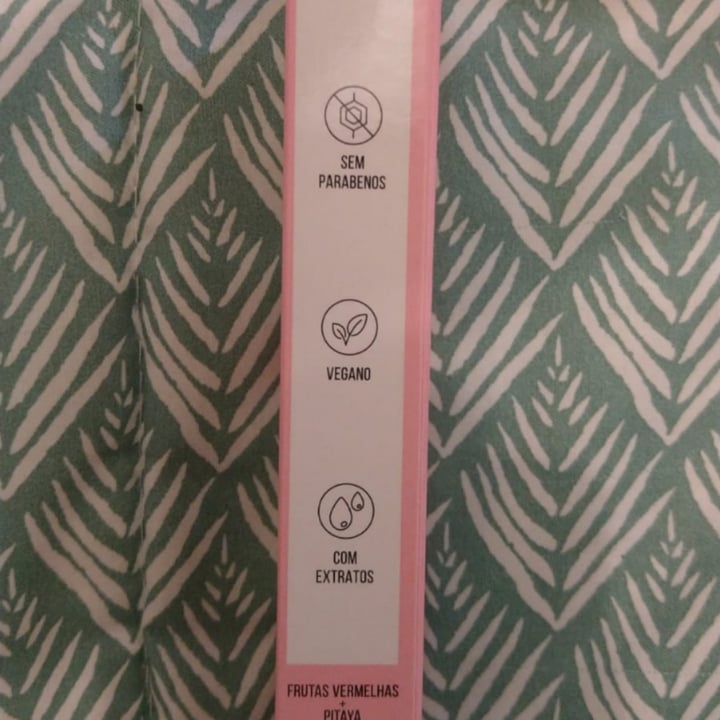 SEM
PARABENOS
VEGANO
COM
EXTRATOS
FRUTAS VERMELHAS
+
PITAYA